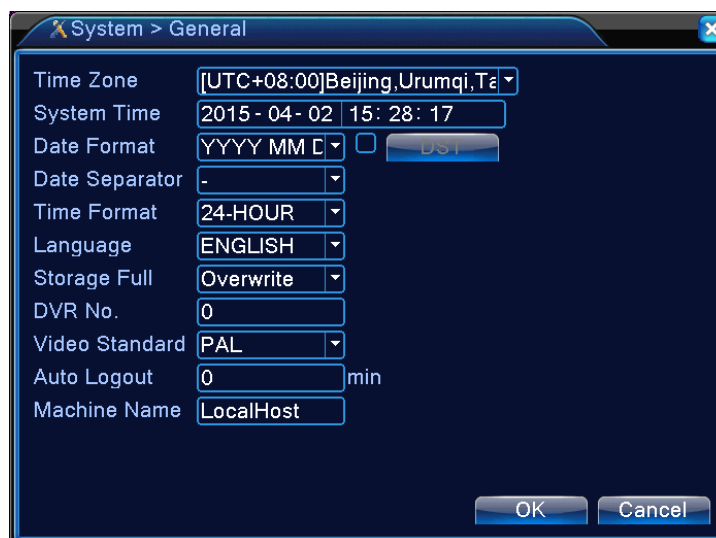 System > General
Time Zone [UTC+08:00]Beijing,Urumqi,Ta
System Time 2015-04-02 15:28:17
Date Format YYYY MM D DST
Date Separator -
Time Format 24-HOUR
Language ENGLISH
Storage Full Overwrite
DVR No. 0
Video Standard PAL
Auto Logout 0 min
Machine Name LocalHost
OK Cancel